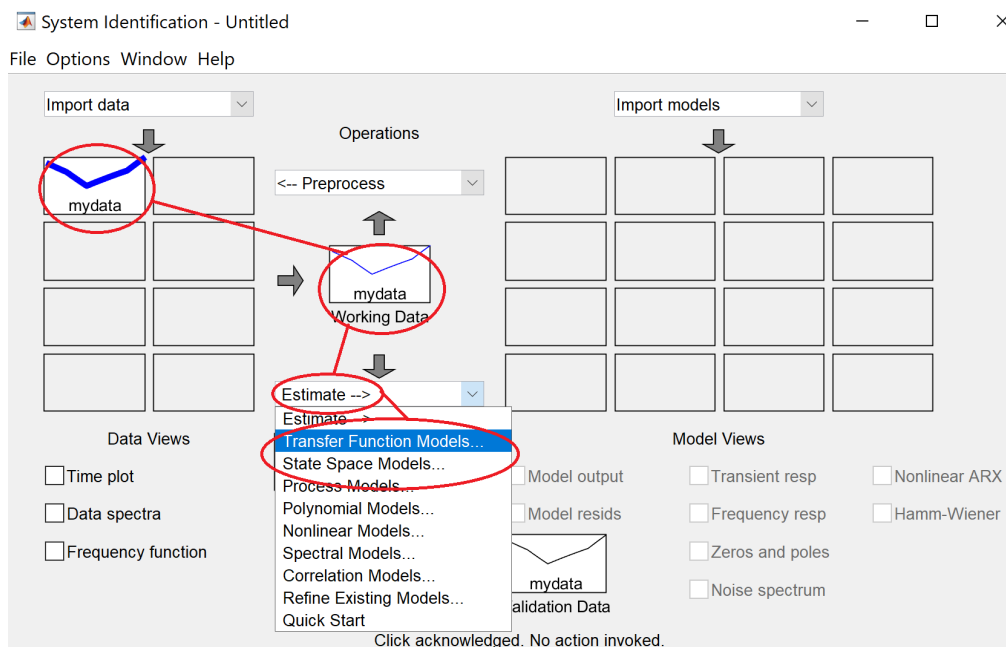 System Identification - Untitled
File Options Window Help
Import data
Import models
Operations
<-- Preprocess
mydata
mydata
Working Data
Estimate -->
Estimate -->
Transfer Function Models...
State Space Models...
Process Models...
Polynomial Models...
Nonlinear Models...
Spectral Models...
Correlation Models...
Refine Existing Models...
Quick Start
Data Views
Time plot
Data spectra
Frequency function
Model Views
Model output
Transient resp
Nonlinear ARX
Model resids
Frequency resp
Hamm-Wiener
Zeros and poles
Noise spectrum
mydata
alidation Data
Click acknowledged. No action invoked.